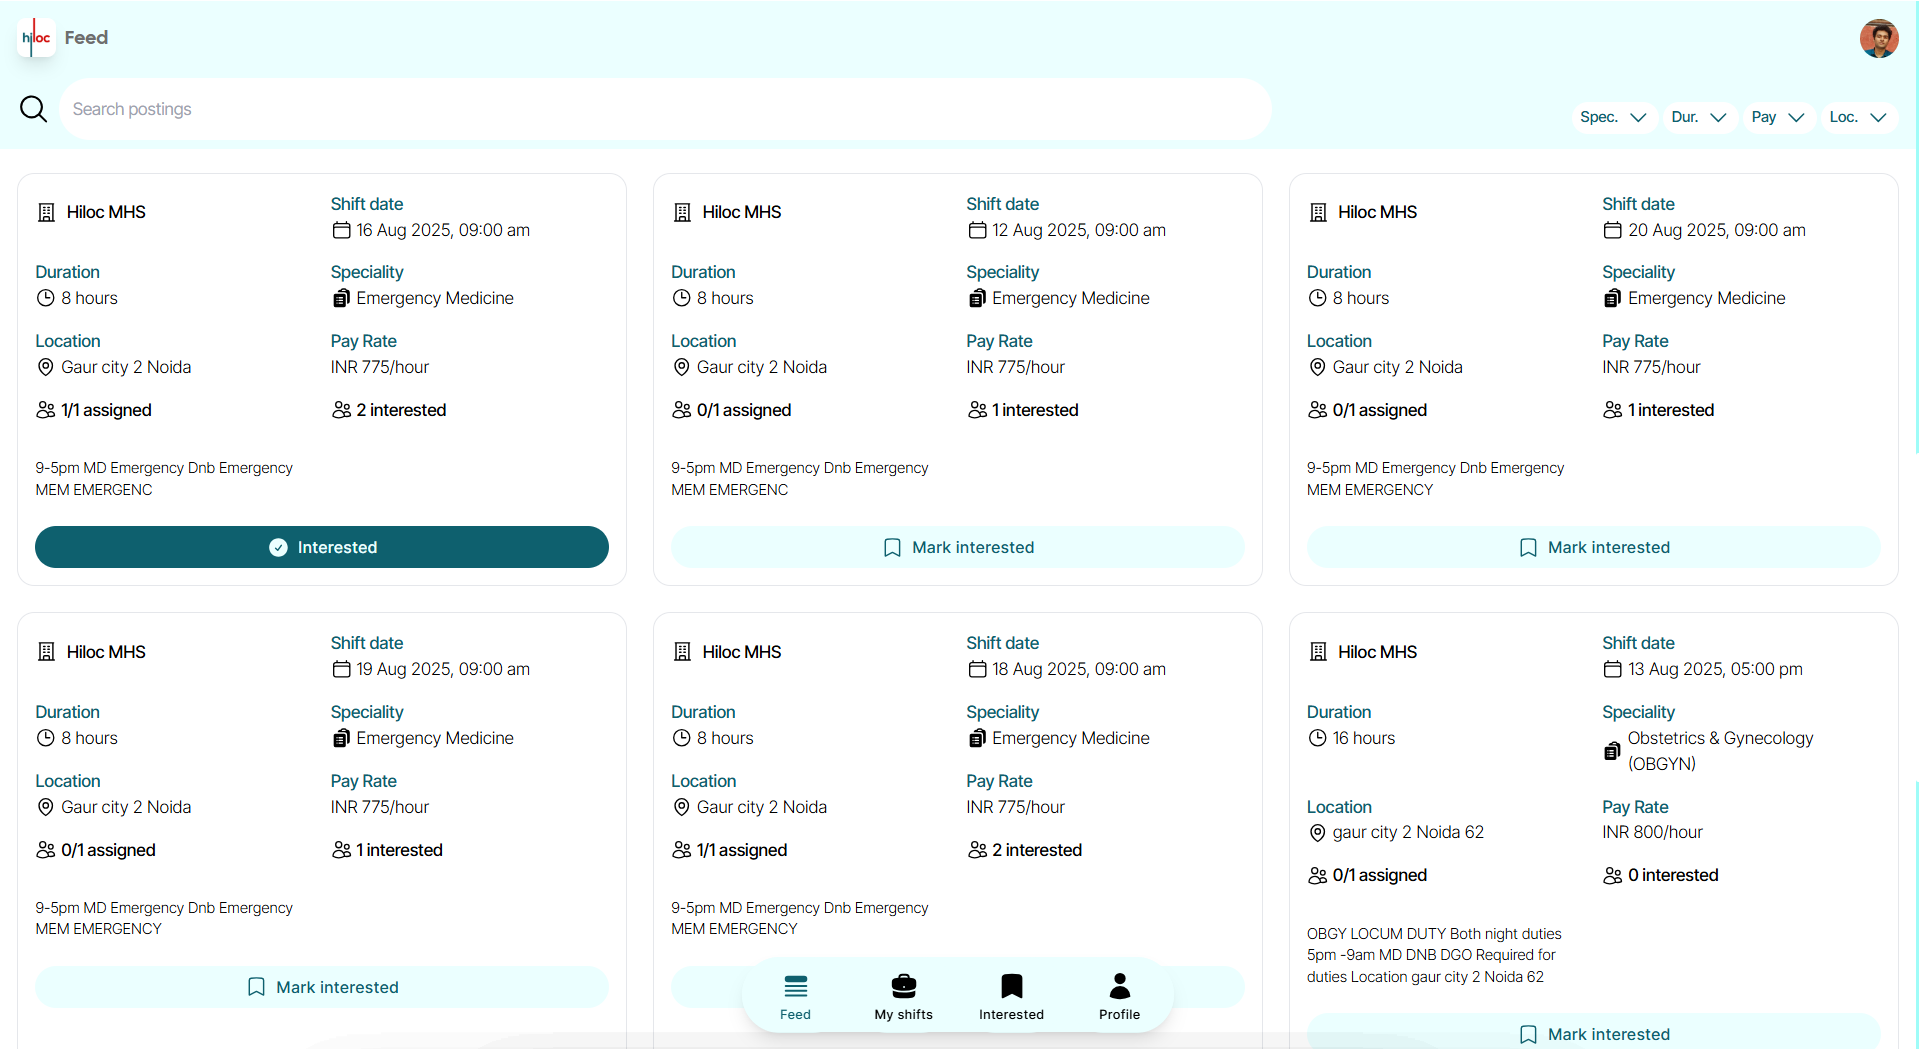 hiloc
Feed
Search postings
Spec.
Dur.
Pay
Loc.
Hiloc MHS
Shift date
16 Aug 2025, 09:00 am
Duration
8 hours
Speciality
Emergency Medicine
Location
Gaur city 2 Noida
Pay Rate
INR 775/hour
1/1 assigned
2 interested
9-5pm MD Emergency Dnb Emergency
MEM EMERGENC
Interested
Hiloc MHS
Shift date
12 Aug 2025, 09:00 am
Duration
8 hours
Speciality
Emergency Medicine
Location
Gaur city 2 Noida
Pay Rate
INR 775/hour
0/1 assigned
1 interested
9-5pm MD Emergency Dnb Emergency
MEM EMERGENC
Mark interested
Hiloc MHS
Shift date
20 Aug 2025, 09:00 am
Duration
8 hours
Speciality
Emergency Medicine
Location
Gaur city 2 Noida
Pay Rate
INR 775/hour
0/1 assigned
1 interested
9-5pm MD Emergency Dnb Emergency
MEM EMERGENCY
Mark interested
Hiloc MHS
Shift date
19 Aug 2025, 09:00 am
Duration
8 hours
Speciality
Emergency Medicine
Location
Gaur city 2 Noida
Pay Rate
INR 775/hour
0/1 assigned
1 interested
9-5pm MD Emergency Dnb Emergency
MEM EMERGENCY
Mark interested
Hiloc MHS
Shift date
18 Aug 2025, 09:00 am
Duration
8 hours
Speciality
Emergency Medicine
Location
Gaur city 2 Noida
Pay Rate
INR 775/hour
1/1 assigned
2 interested
9-5pm MD Emergency Dnb Emergency
MEM EMERGENCY
Hiloc MHS
Shift date
13 Aug 2025, 05:00 pm
Duration
16 hours
Speciality
Obstetrics & Gynecology
(OBGYN)
Location
gaur city 2 Noida 62
Pay Rate
INR 800/hour
0/1 assigned
0 interested
OBGY LOCUM DUTY Both night duties
5pm -9am MD DNB DGO Required for
duties Location gaur city 2 Noida 62
Mark interested
Feed
My shifts
Interested
Profile